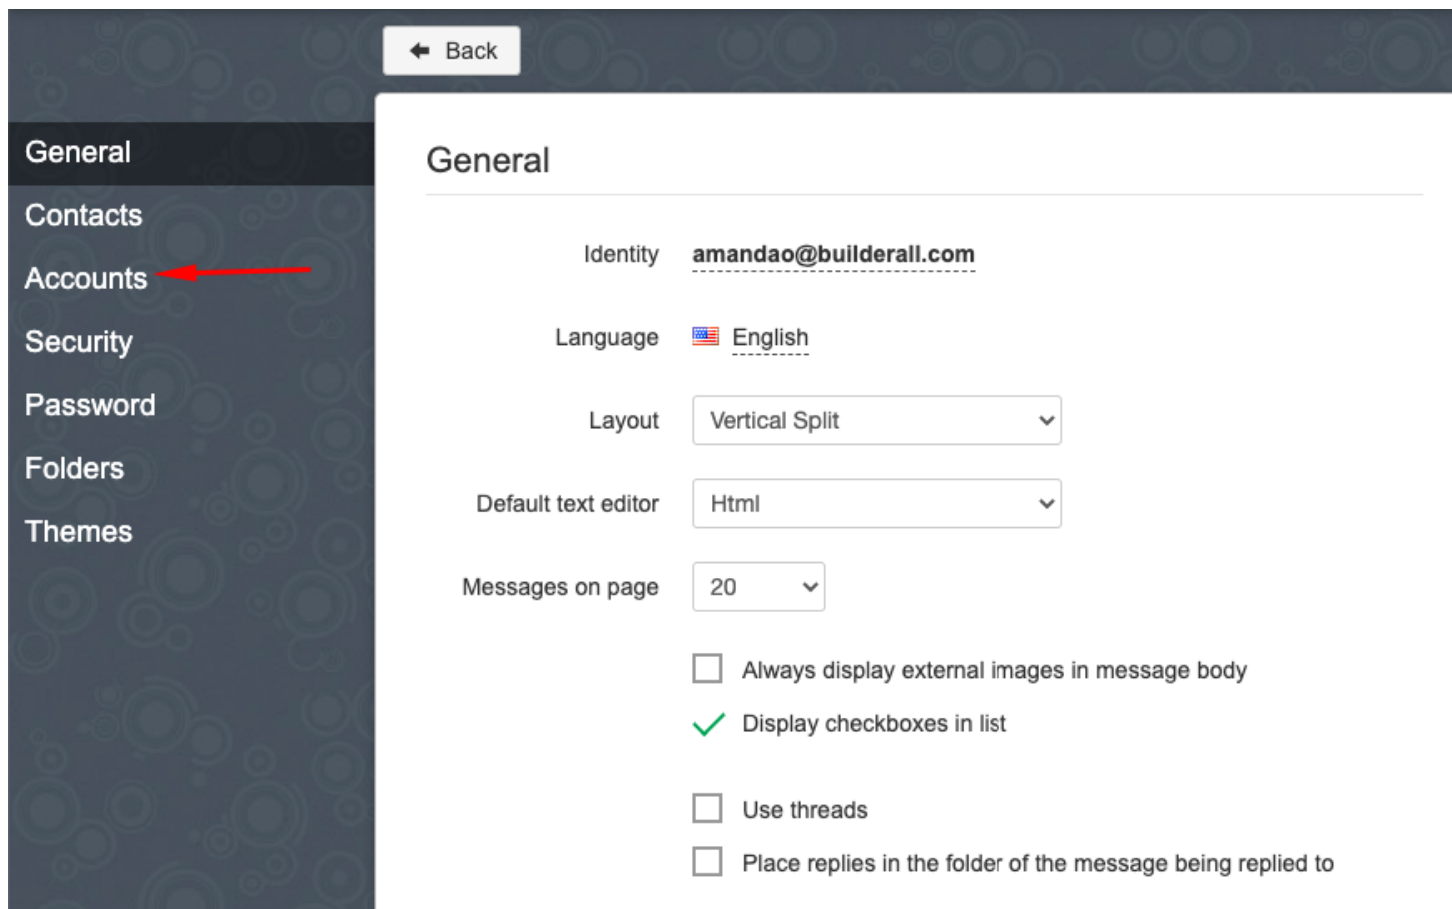 Back
General
Contacts
Accounts
Security
Password
Folders
Themes
General
Identity amandao@builderall.com
Language English
Layout Vertical Split
Default text editor Html
Messages on page 20
Always display external images in message body
Display checkboxes in list
Use threads
Place replies in the folder of the message being replied to